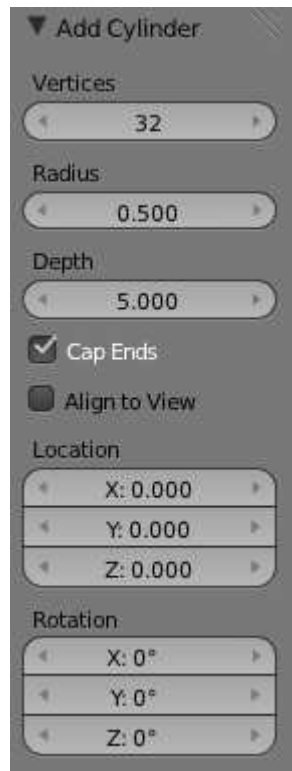 Add Cylinder
Vertices
32
Radius
0.500
Depth
5.000
Cap Ends
Align to View
Location
X: 0.000
Y: 0.000
Z: 0.000
Rotation
X: 0°
Y: 0°
Z: 0°